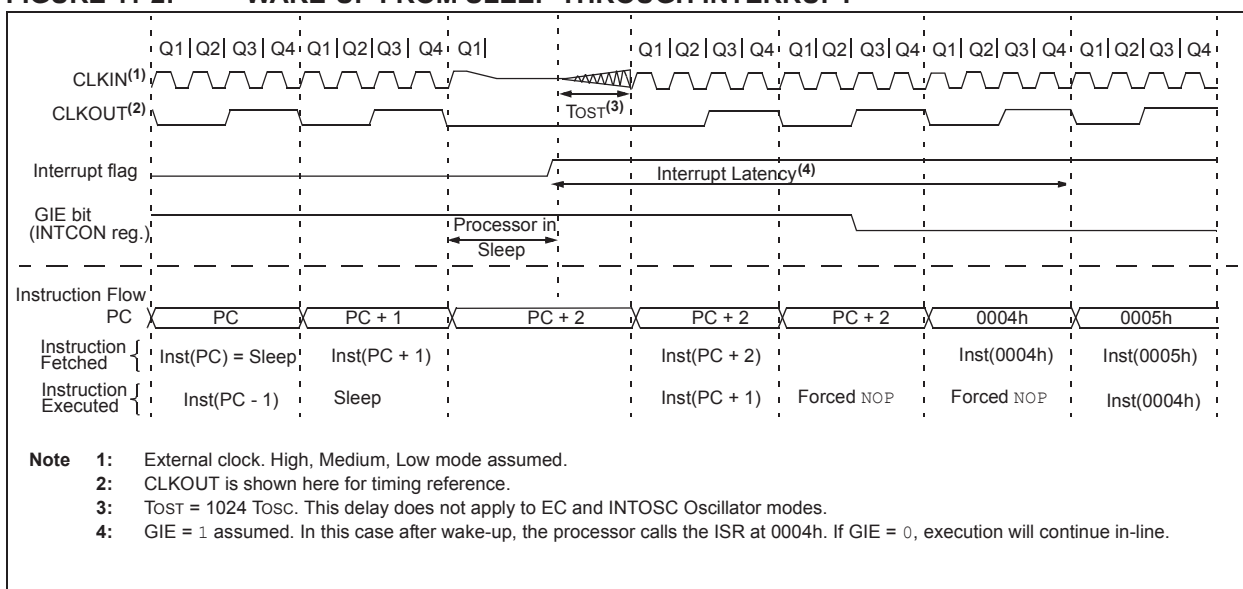 Q1 Q2 Q3 Q4 Q1 Q2 Q3 Q4 Q1 Q1 Q2 Q3 Q4 Q1 Q2 Q3 Q4 Q1 Q2 Q3 Q4 Q1 Q2 Q3 Q4
CLKIN(1)
CLKOUT(2)
TOST(3)
Interrupt flag
Interrupt Latency(4)
GIE bit
(INTCON reg.)
Processor in
Sleep
Instruction Flow
PC PC PC + 1 PC + 2 PC + 2 PC + 2 0004h 0005h
Instruction
Fetched
Inst(PC) = Sleep Inst(PC + 1) Inst(PC + 2) Inst(0004h) Inst(0005h)
Instruction
Executed
Inst(PC - 1) Sleep Inst(PC + 1) Forced NOP Forced NOP Inst(0004h)
Note 1: External clock. High, Medium, Low mode assumed.
2: CLKOUT is shown here for timing reference.
3: TOST = 1024 TOSC. This delay does not apply to EC and INTOSC Oscillator modes.
4: GIE = 1 assumed. In this case after wake-up, the processor calls the ISR at 0004h. If GIE = 0, execution will continue in-line.